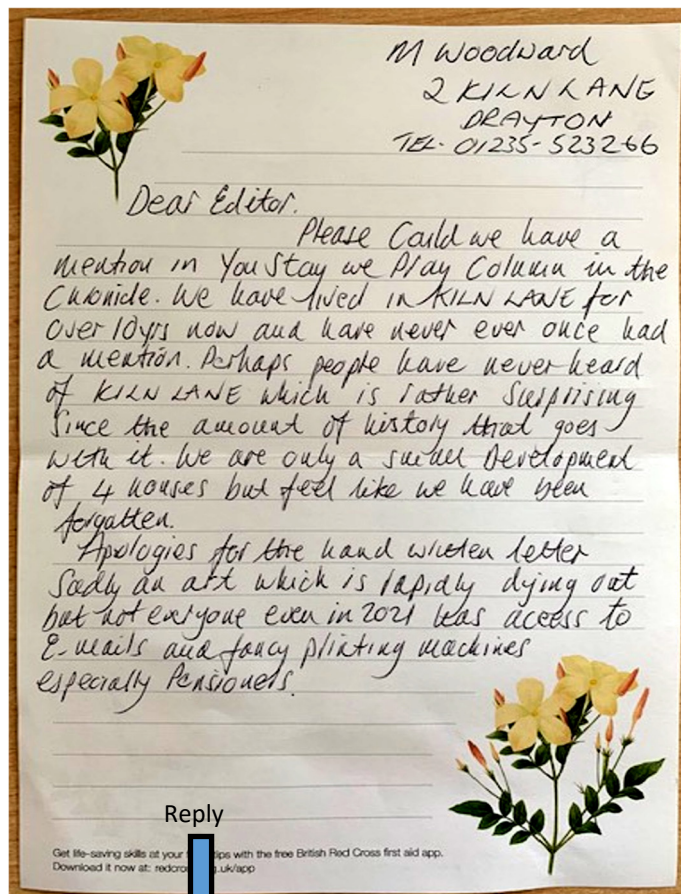 M Woodward
2 KILN LANE
DRAYTON
TEL- 01235-523266
Dear Editor.
Please Could we have a
mention in You Stay we Play Column in the
Chronicle. We have lived in KILN LANE for
over 10yrs now and have never ever once had
a mention. Perhaps people have never heard
of KILN LANE which is rather Surprising
Since the amount of history that goes
with it. We are only a small Development
of 4 houses but feel like we have been
forgotten.
Apologies for the hand written letter
Sadly an art which is rapidly dying out
but not everyone even in 2021 has access to
E-mails and fancy printing machines
especially Pensioners.
Reply
Get life-saving skills at your tips with the free British Red Cross first aid app.
Download it now at: .uk/app